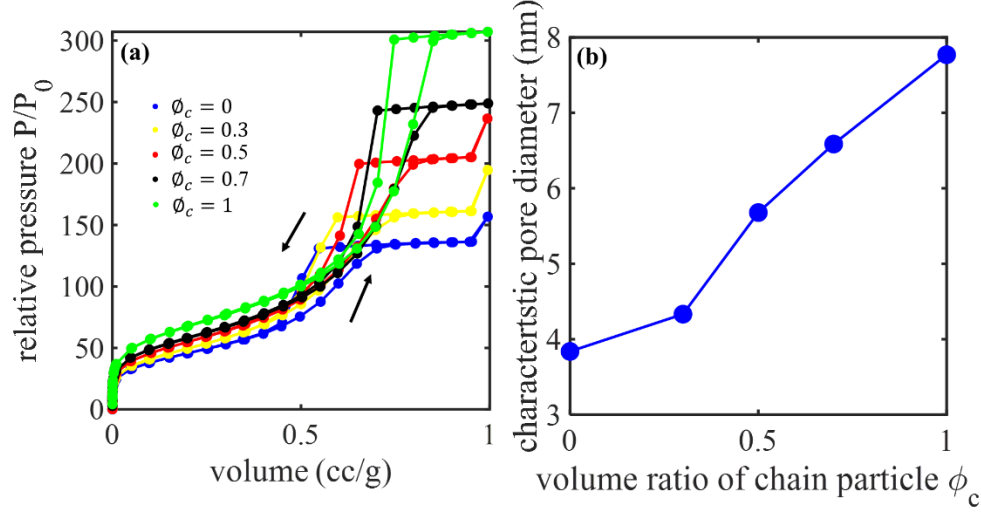 (a)
300
250
200
150
100
50
0
relative pressure P/P₀
∅c = 0
∅c = 0.3
∅c = 0.5
∅c = 0.7
∅c = 1
0
0.5
1
volume (cc/g)
(b)
8
7
6
5
4
3
charactertstic pore diameter (nm)
0
0.5
1
volume ratio of chain particle ϕc